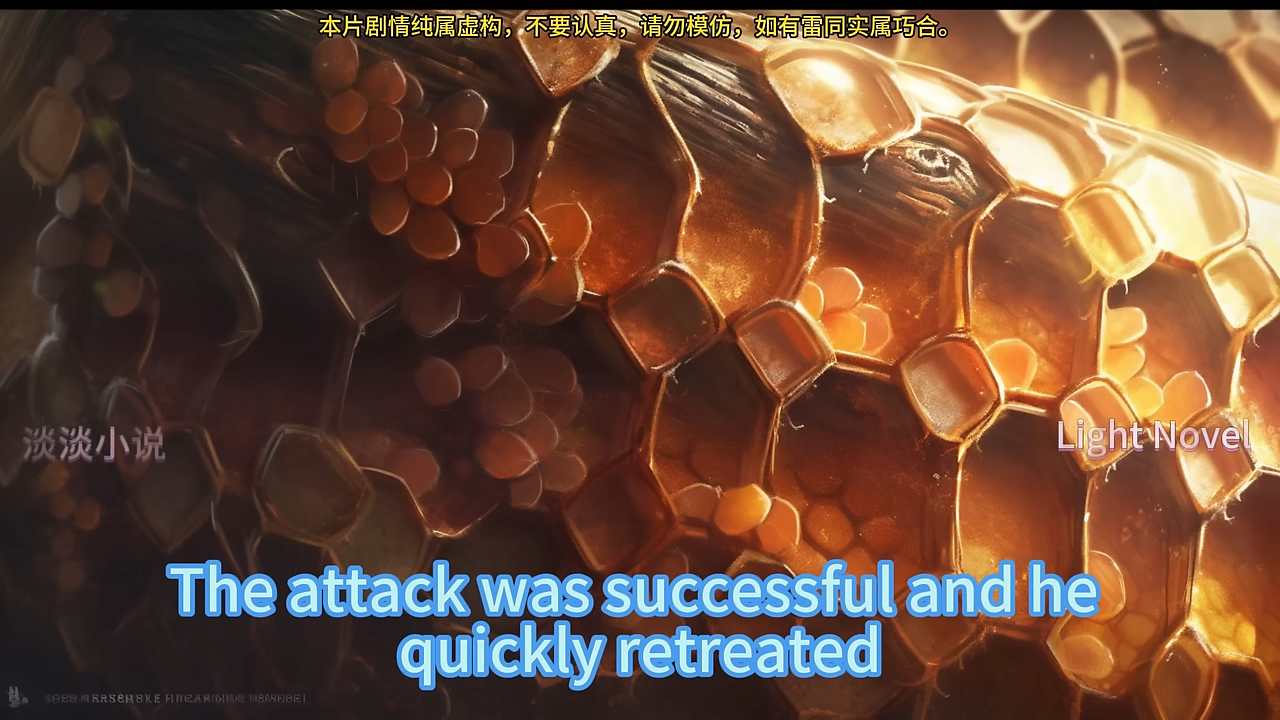 本片剧情纯属虚构，不要认真，请勿模仿，如有雷同实属巧合。
淡淡小说
Light Novel
The attack was successful and he
quickly retreated